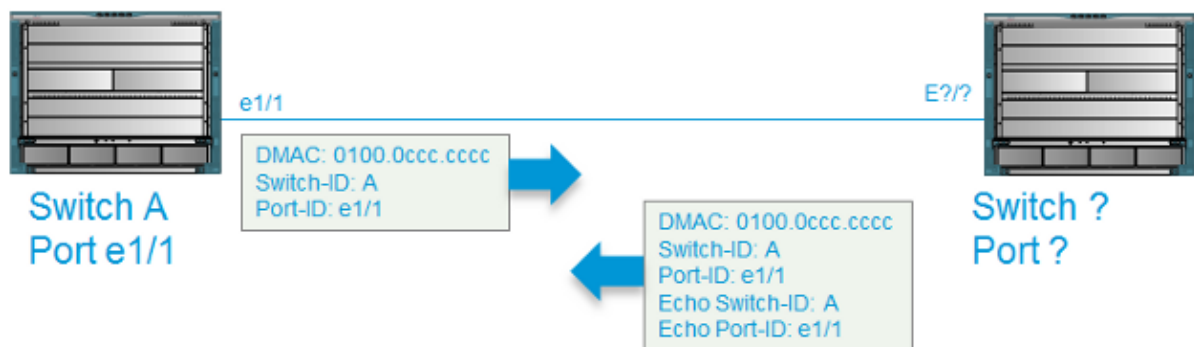 e1/1
E?/?
DMAC: 0100.0ccc.cccc
Switch-ID: A
Port-ID: e1/1
Switch A
Port e1/1
DMAC: 0100.0ccc.cccc
Switch-ID: A
Port-ID: e1/1
Echo Switch-ID: A
Echo Port-ID: e1/1
Switch ?
Port ?